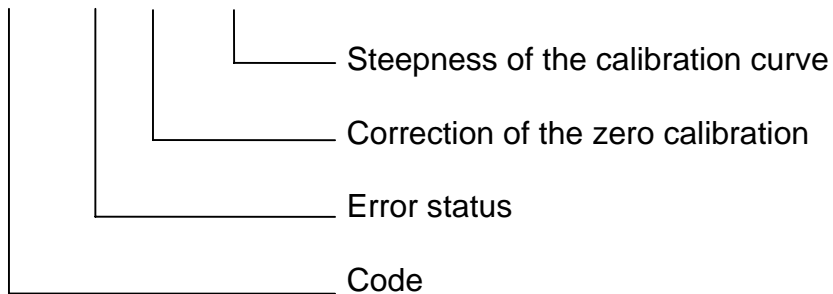 Steepness of the calibration curve
Correction of the zero calibration
Error status
Code